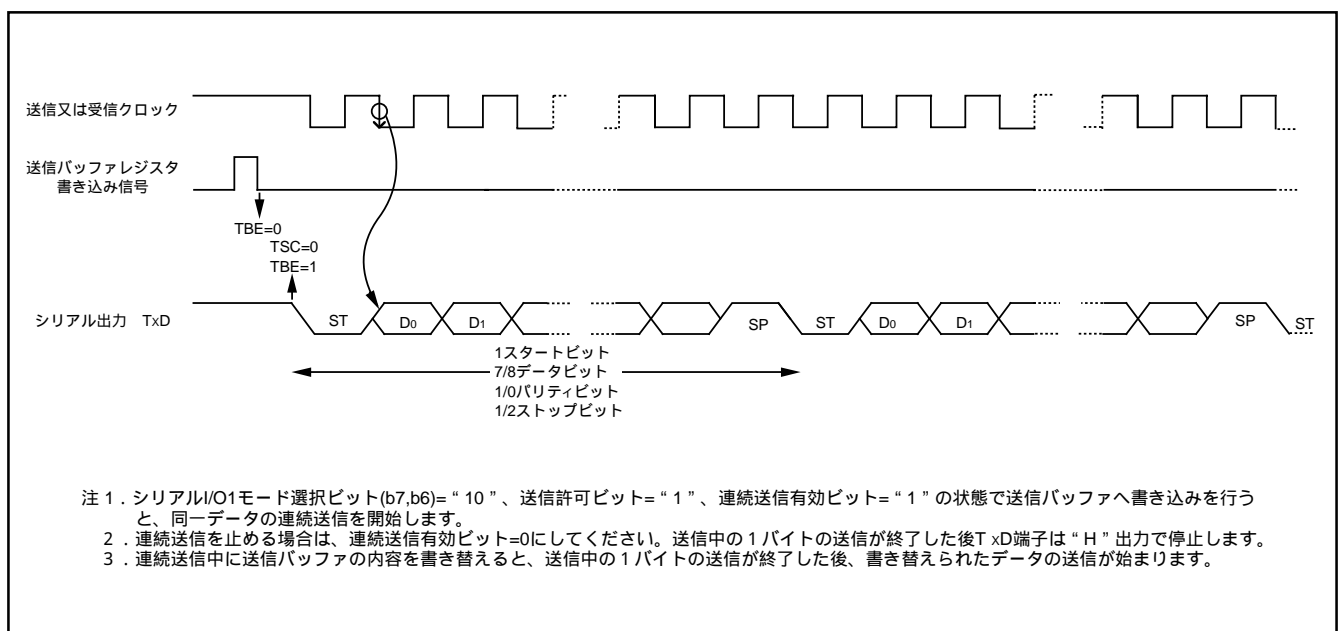 送信又は受信クロック
送信バッファレジスタ
書き込み信号
TBE=0
TSC=0
TBE=1
シリアル出力 TxD
ST D0 D1 SP ST D0 D1 SP ST
1スタートビット
7/8データビット
1/0パリティビット
1/2ストップビット
注 1．シリアルI/O1モード選択ビット(b7,b6)= “ 10 ” 、送信許可ビット= “ 1 ” 、連続送信有効ビット= “ 1 ” の状態で送信バッファへ書き込みを行う
と、同一データの連続送信を開始します。
2．連続送信を止める場合は、連続送信有効ビット=0にしてください。送信中の１バイトの送信が終了した後T xD端子は “ H ” 出力で停止します。
3．連続送信中に送信バッファの内容を書き替えると、送信中の１バイトの送信が終了した後、書き替えられたデータの送信が始まります。